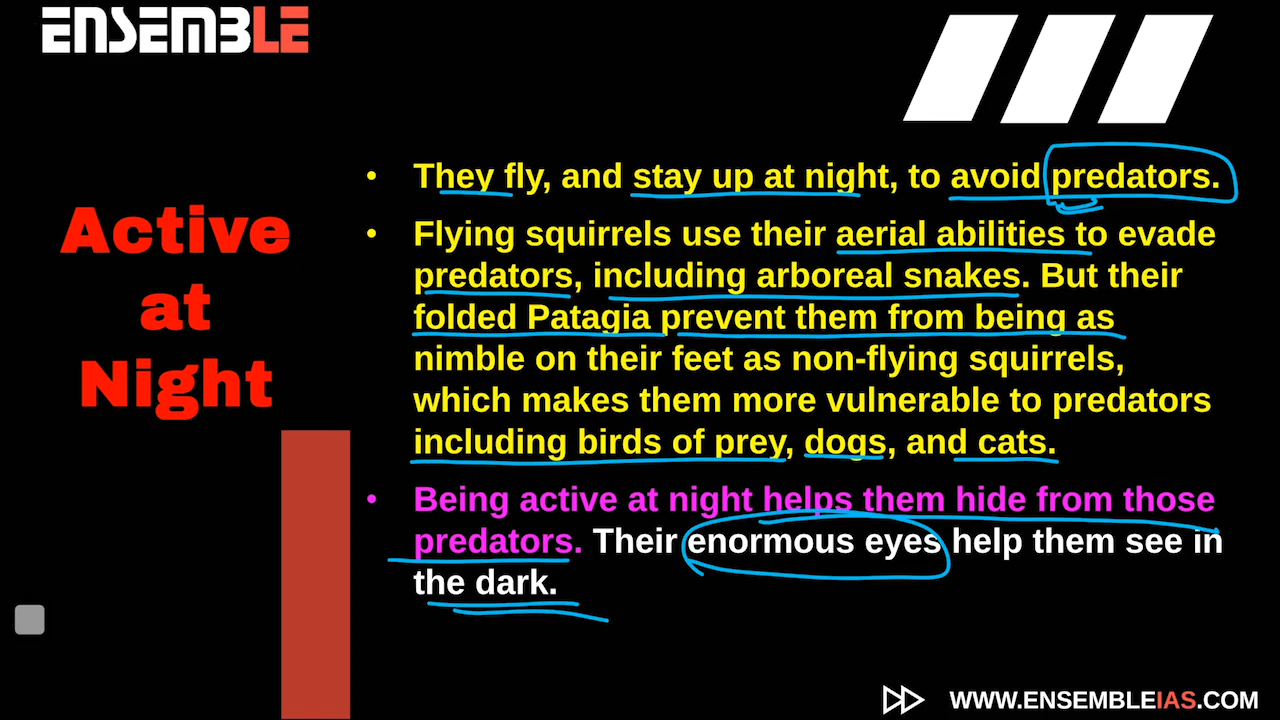 ENSEMBLE
Active
at
Night
• They fly, and stay up at night, to avoid predators.
• Flying squirrels use their aerial abilities to evade
predators, including arboreal snakes. But their
folded Patagia prevent them from being as
nimble on their feet as non-flying squirrels,
which makes them more vulnerable to predators
including birds of prey, dogs, and cats.
• Being active at night helps them hide from those
predators. Their enormous eyes help them see in
the dark.
WWW.ENSEMBLEIAS.COM